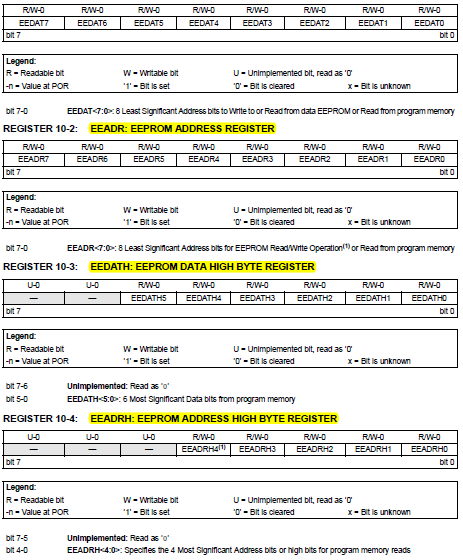 R/W-0 R/W-0 R/W-0 R/W-0 R/W-0 R/W-0 R/W-0 R/W-0
EEDAT7 EEDAT6 EEDAT5 EEDAT4 EEDAT3 EEDAT2 EEDAT1 EEDAT0
bit 7 bit 0
Legend:
R = Readable bit W = Writable bit U = Unimplemented bit, read as '0'
-n = Value at POR '1' = Bit is set '0' = Bit is cleared x = Bit is unknown
bit 7-0 EEDAT<7:0>: 8 Least Significant Address bits to Write to or Read from data EEPROM or Read from program memory
REGISTER 10-2: EEADR: EEPROM ADDRESS REGISTER
R/W-0 R/W-0 R/W-0 R/W-0 R/W-0 R/W-0 R/W-0 R/W-0
EEADR7 EEADR6 EEADR5 EEADR4 EEADR3 EEADR2 EEADR1 EEADR0
bit 7 bit 0
Legend:
R = Readable bit W = Writable bit U = Unimplemented bit, read as '0'
-n = Value at POR '1' = Bit is set '0' = Bit is cleared x = Bit is unknown
bit 7-0 EEADR<7:0>: 8 Least Significant Address bits for EEPROM Read/Write Operation(1) or Read from program memory
REGISTER 10-3: EEDATH: EEPROM DATA HIGH BYTE REGISTER
U-0 U-0 R/W-0 R/W-0 R/W-0 R/W-0 R/W-0 R/W-0
— — EEDATH5 EEDATH4 EEDATH3 EEDATH2 EEDATH1 EEDATH0
bit 7 bit 0
Legend:
R = Readable bit W = Writable bit U = Unimplemented bit, read as '0'
-n = Value at POR '1' = Bit is set '0' = Bit is cleared x = Bit is unknown
bit 7-6 Unimplemented: Read as '0'
bit 5-0 EEDATH<5:0>: 6 Most Significant Data bits from program memory
REGISTER 10-4: EEADRH: EEPROM ADDRESS HIGH BYTE REGISTER
U-0 U-0 U-0 R/W-0 R/W-0 R/W-0 R/W-0 R/W-0
— — — EEADRH4(1) EEADRH3 EEADRH2 EEADRH1 EEADRH0
bit 7 bit 0
Legend:
R = Readable bit W = Writable bit U = Unimplemented bit, read as '0'
-n = Value at POR '1' = Bit is set '0' = Bit is cleared x = Bit is unknown
bit 7-5 Unimplemented: Read as '0'
bit 4-0 EEADRH<4:0>: Specifies the 4 Most Significant Address bits or high bits for program memory reads